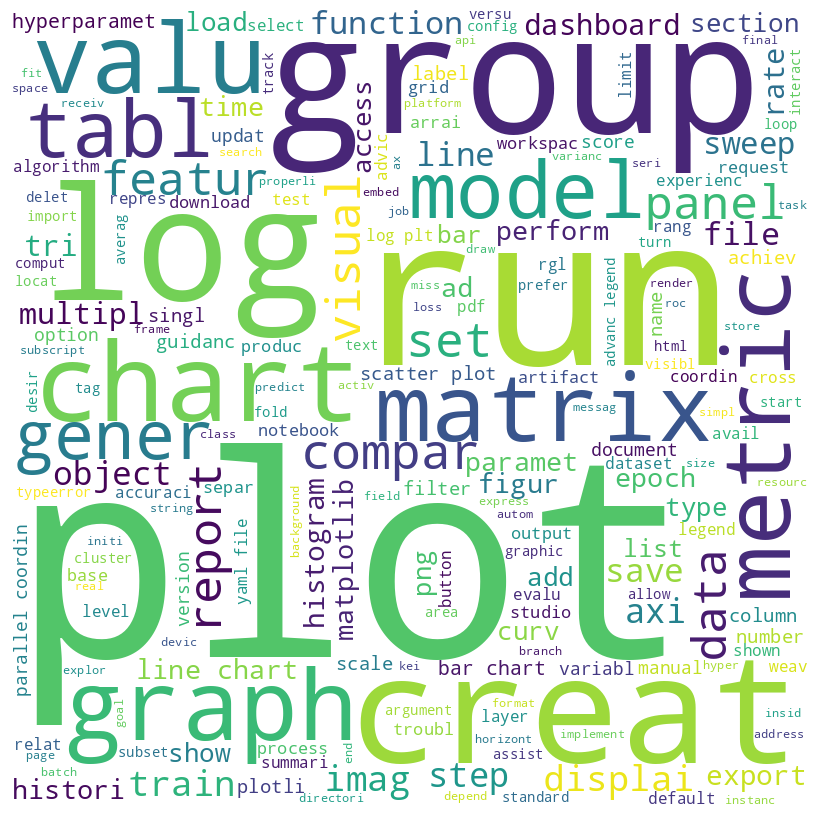 hyperparamet
load
select
function
versu
config
api
dashboard
section
final
valu
group
fit
space
receiv
track
label
grid
platform
limit
rate
interact
loop
tabl
time
updat
search
access
advic
arrai
workspac
score
sweep
algorithm
featur
line
varianc
seri
request
properli
ax
embed
model
experienc
task
delet
repres
download
test
visual
job
panel
import
log
averag
log plt
bar
perform
draw
rang
turn
file
tri
comput
locat
miss
ad
rgl
prefer
achiev
run
metric
loss
pdf
render
roc
store
multipl
singl
frame
guidanc
text
set
advanc legend
name
html
visibl
option
produc
chart
subscript
desir
tag
predict
activ
scatter plot
artifact
coordin
cross
fold
matrix
messag
simpl
start
gener
class
notebook
compar
document
avail
object
report
paramet
dataset
size
resourc
typeerror
accuraci
separ
histogram
matplotlib
field
filter
figur
epoch
string
background
express
autom
type
plot
initi
cluster
base
real
version
yaml file
output
graphic
legend
list
png
button
add
save
data
level
area
evalu
studio
allow
axi
column
parallel coordin
devic
curv
branch
shown
number
explor
line chart
scale
kei
bar chart
variabl
manual
hyper
weav
graph
creat
goal
argument
format
layer
troubl
implement
insid
address
relat
page
subset
show
process
summari
end
horizont
assist
batch
histori
train
plotli
directori
imag
step
depend
standard
displai
default
export
instanc